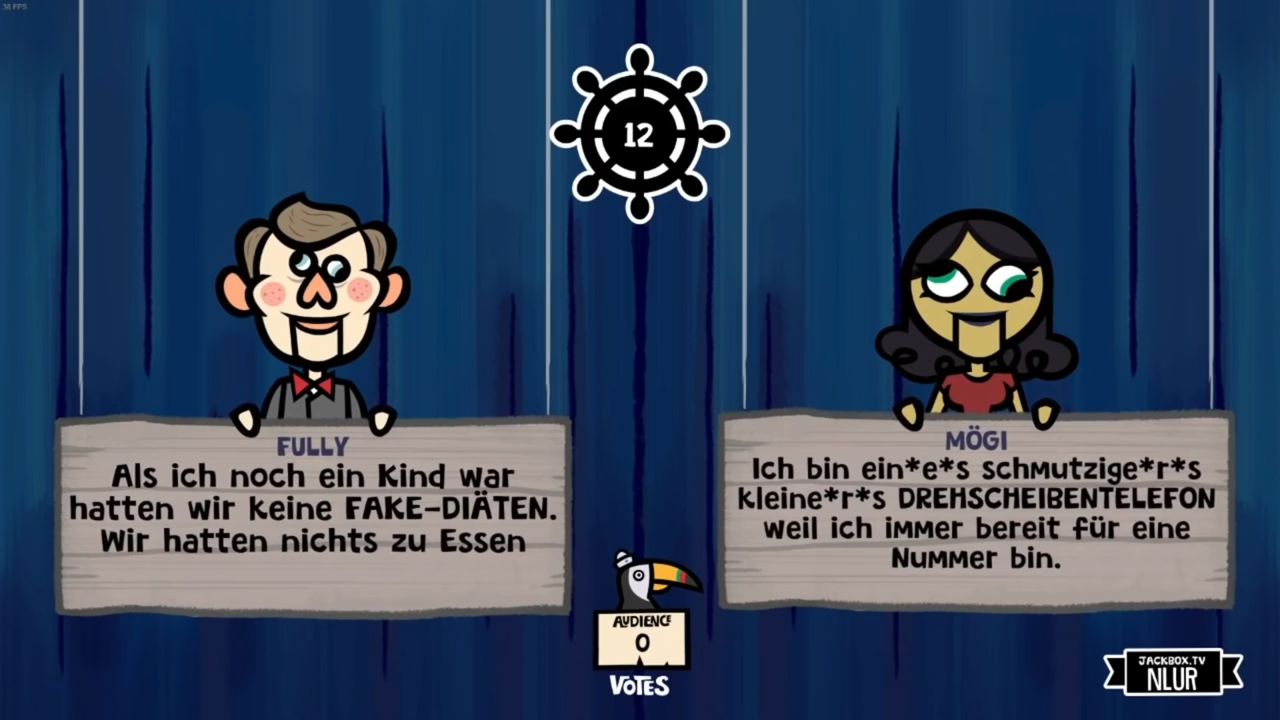 38 FPS
12
FULLY
Als ich noch ein Kind war
hatten wir keine FAKE-DIÄTEN.
Wir hatten nichts zu Essen
MÖGI
Ich bin ein*e*s schmutzige*r*s
kleine*r*s DREHSCHEIBENTELEFON
weil ich immer bereit für eine
Nummer bin.
AUDIENCE
0
VOTES
JACKBOX.TV
NLUR